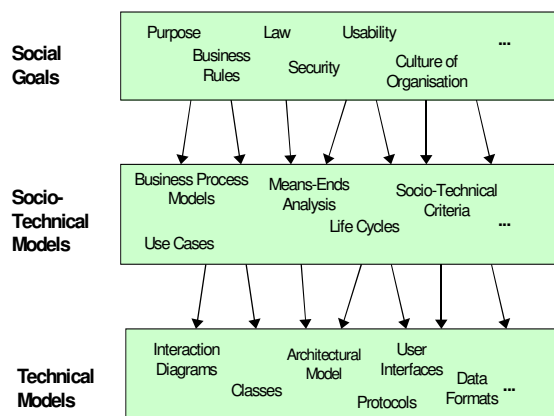 Social
Goals
Purpose
Law
Usability
Business
Rules
Security
Culture of
Organisation
...
Socio-
Technical
Models
Business Process
Models
Means-Ends
Analysis
Socio-Technical
Criteria
Life Cycles
Use Cases
...
Technical
Models
Interaction
Diagrams
Classes
Architectural
Model
User
Interfaces
Protocols
Data
Formats
...